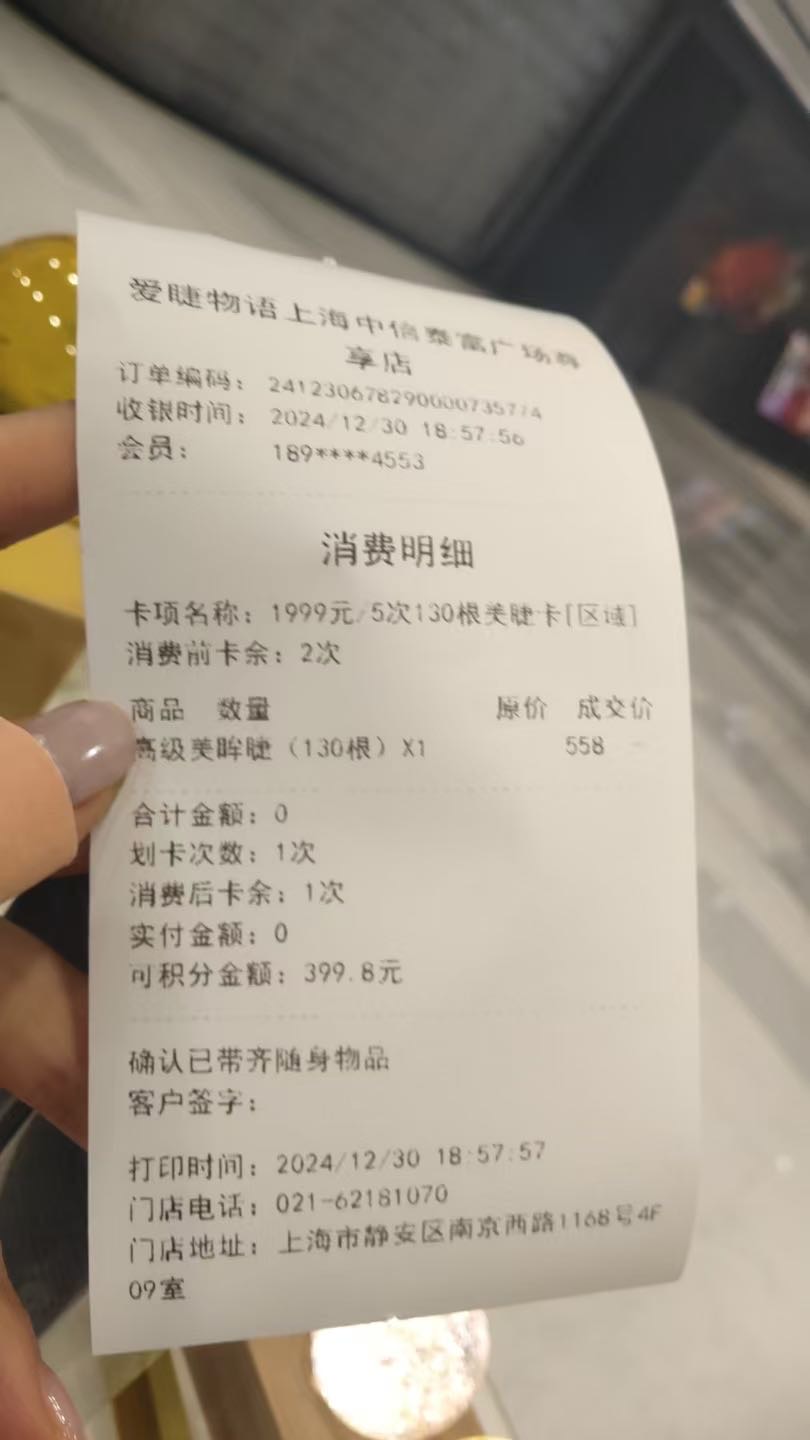 爱睫物语上海中信泰富广场尊
享店
订单编码：
收银时间：2024/12/30 18:57:56
会员：189****4553
消费明细
卡项名称：1999元/5次130根美睫卡[区域]
消费前卡余：2次
商品 数量 原价 成交价
高级美眸睫（130根）X1 558
合计金额：0
划卡次数：1次
消费后卡余：1次
实付金额：0
可积分金额：399.8元
确认已带齐随身物品
客户签字：
打印时间：2024/12/30 18:57:57
门店电话：021-62181070
门店地址：上海市静安区南京西路1168号4F
09室